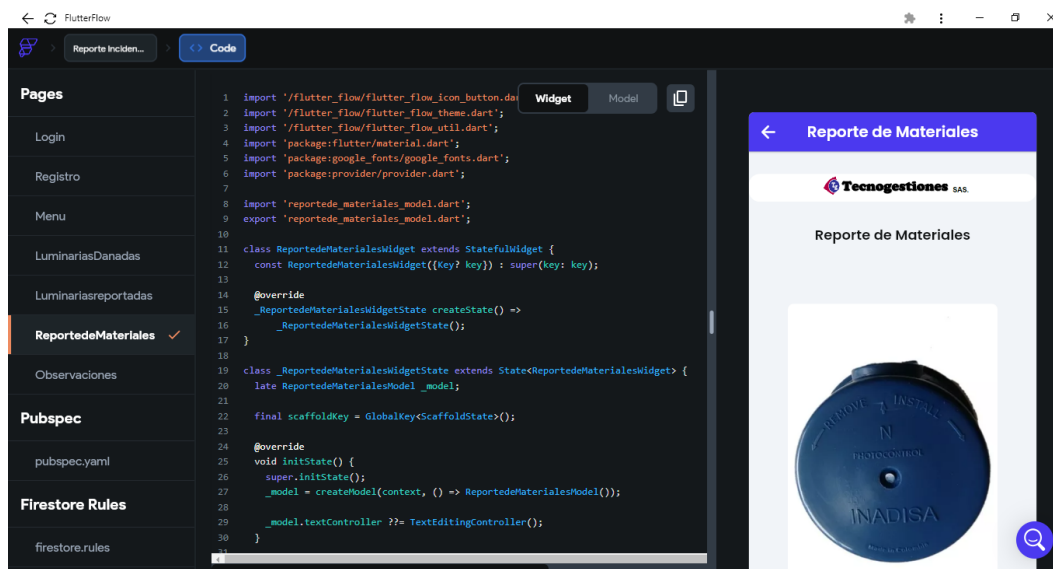 FlutterFlow
Reporte Inciden...
<> Code
Pages
Login
Registro
Menu
LuminariasDanadas
Luminariasreportadas
ReportedeMateriales
Observaciones
Pubspec
pubspec.yaml
Firestore Rules
firestore.rules
Widget
Model
1 import '/flutter_flow/flutter_flow_icon_button.dar
2 import '/flutter_flow/flutter_flow_theme.dart';
3 import '/flutter_flow/flutter_flow_util.dart';
4 import 'package:flutter/material.dart';
5 import 'package:google_fonts/google_fonts.dart';
6 import 'package:provider/provider.dart';
7
8 import 'reportede_materiales_model.dart';
9 export 'reportede_materiales_model.dart';
10
11 class ReportedeMaterialesWidget extends StatefulWidget {
12 const ReportedeMaterialesWidget({Key? key}) : super(key: key);
13
14 @override
15 _ReportedeMaterialesWidgetState createState() =>
16 _ReportedeMaterialesWidgetState();
17 }
18
19 class _ReportedeMaterialesWidgetState extends State<ReportedeMaterialesWidget> {
20 late ReportedeMaterialesModel _model;
21
22 final scaffoldKey = GlobalKey<ScaffoldState>();
23
24 @override
25 void initState() {
26 super.initState();
27 _model = createModel(context, () => ReportedeMaterialesModel());
28
29 _model.textController ??= TextEditingController();
30 }
31
Reporte de Materiales
Tecnogestiones SAS.
Reporte de Materiales
REMOVE INSTALL
N
PHOTOCONTROL
INADISA